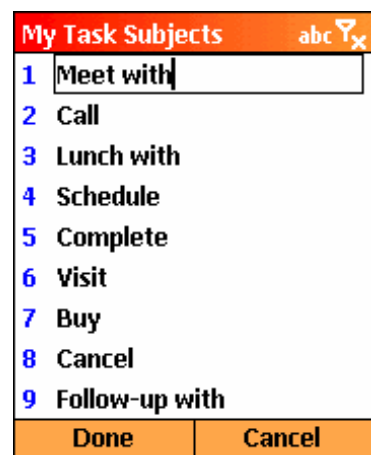 My Task Subjects abc
1 Meet with
2 Call
3 Lunch with
4 Schedule
5 Complete
6 Visit
7 Buy
8 Cancel
9 Follow-up with
Done Cancel